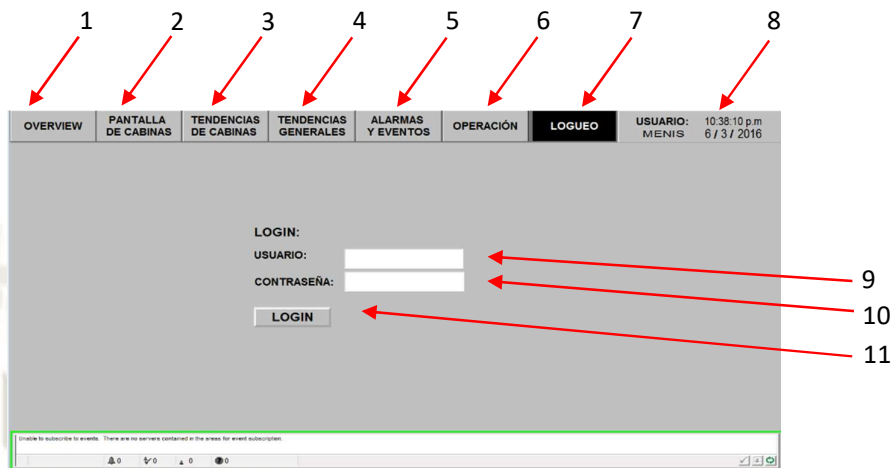 1 2 3 4 5 6 7 8
OVERVIEW
PANTALLA
DE CABINAS
TENDENCIAS
DE CABINAS
TENDENCIAS
GENERALES
ALARMAS
Y EVENTOS
OPERACIÓN
LOGUEO
USUARIO: 10:38:10 p.m
MENIS 6 / 3 / 2016
LOGIN:
USUARIO:
9
CONTRASEÑA:
10
LOGIN
11
Unable to subscribe to events. There are no servers contained in the areas for event subscription.
0 0 0 0